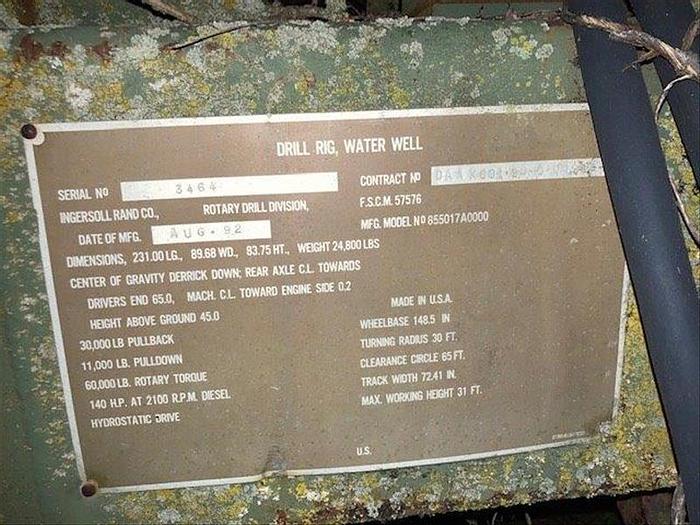 DRILL RIG, WATER WELL
SERIAL NO 3464
CONTRACT NO
INGERSOLL RAND CO., ROTARY DRILL DIVISION,
F.S.C.M. 57576
DATE OF MFG. AUG. 92
MFG. MODEL NO 855017A0000
DIMENSIONS, 231.00 LG., 89.68 WD., 83.75 HT., WEIGHT 24,800 LBS
CENTER OF GRAVITY DERRICK DOWN; REAR AXLE C.L. TOWARDS
DRIVERS END 65.0, MACH. C.L. TOWARD ENGINE SIDE 0.2
HEIGHT ABOVE GROUND 45.0
30,000 LB PULLBACK
11,000 LB. PULLDOWN
60,000 LB. ROTARY TORQUE
140 H.P. AT 2100 R.P.M. DIESEL
HYDROSTATIC DRIVE
MADE IN U.S.A.
WHEELBASE 148.5 IN
TURNING RADIUS 30 FT.
CLEARANCE CIRCLE 65 FT.
TRACK WIDTH 72.41 IN.
MAX. WORKING HEIGHT 31 FT.
U.S.